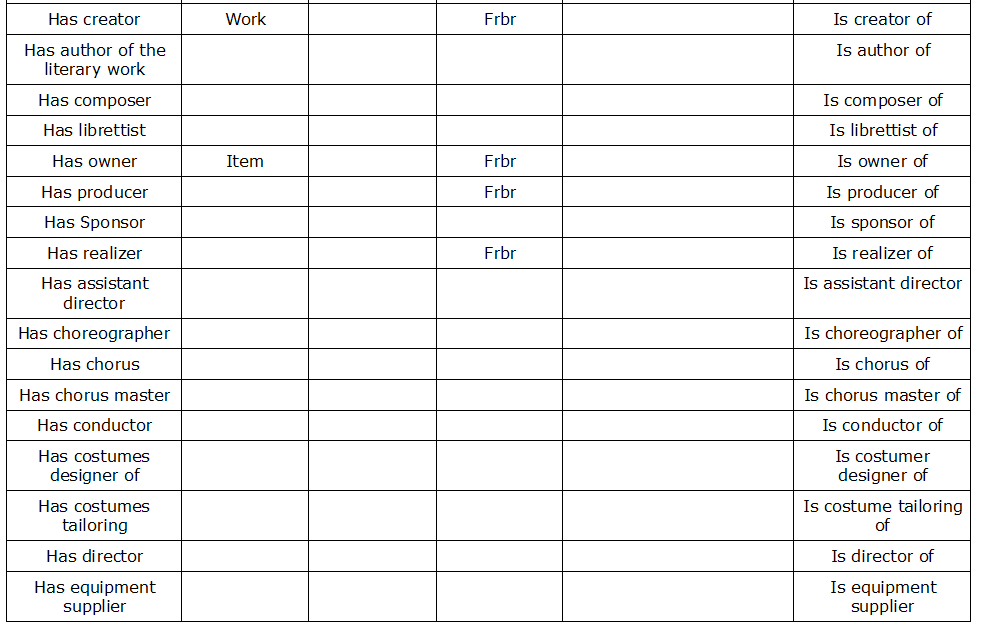 Has creator Work Frbr Is creator of
Has author of the Is author of
literary work
Has composer Is composer of
Has librettist Is librettist of
Has owner Item Frbr Is owner of
Has producer Frbr Is producer of
Has Sponsor Is sponsor of
Has realizer Frbr Is realizer of
Has assistant Is assistant director
director
Has choreographer Is choreographer of
Has chorus Is chorus of
Has chorus master Is chorus master of
Has conductor Is conductor of
Has costumes Is costumer
designer of designer of
Has costumes Is costume tailoring
tailoring of
Has director Is director of
Has equipment Is equipment
supplier supplier